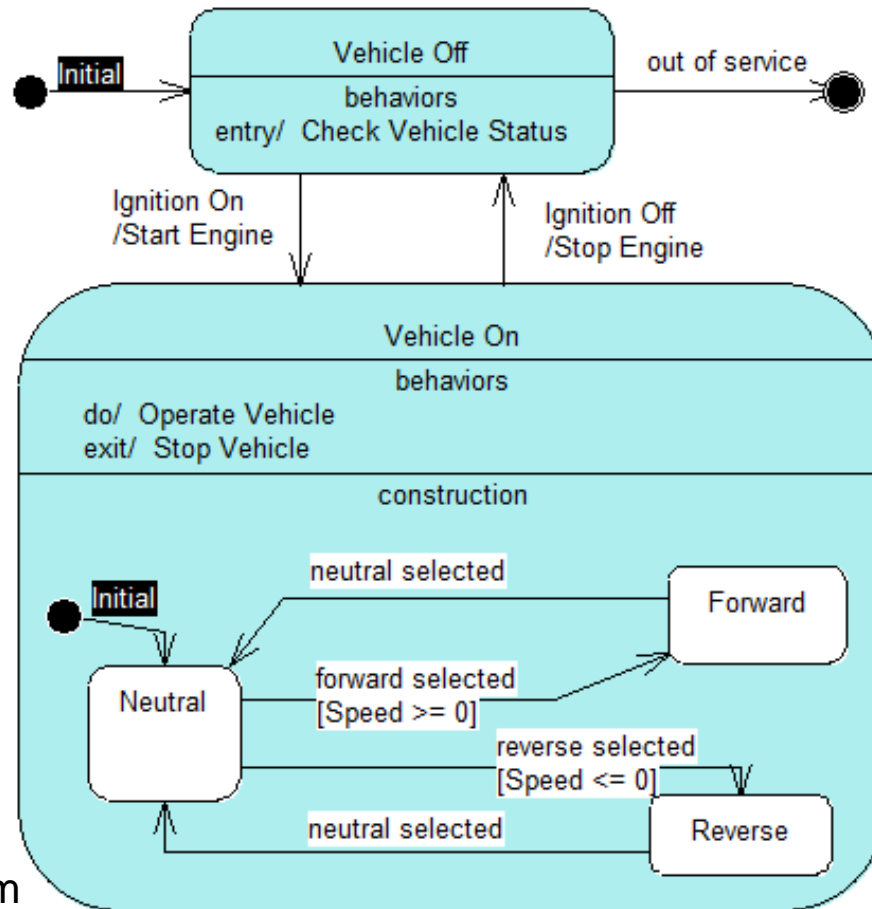 Initial
Vehicle Off
out of service
behaviors
entry/ Check Vehicle Status
Ignition On
/Start Engine
Ignition Off
/Stop Engine
Vehicle On
behaviors
do/ Operate Vehicle
exit/ Stop Vehicle
construction
neutral selected
Initial
Forward
Neutral
forward selected
[Speed >= 0]
reverse selected
[Speed <= 0]
neutral selected
Reverse
m